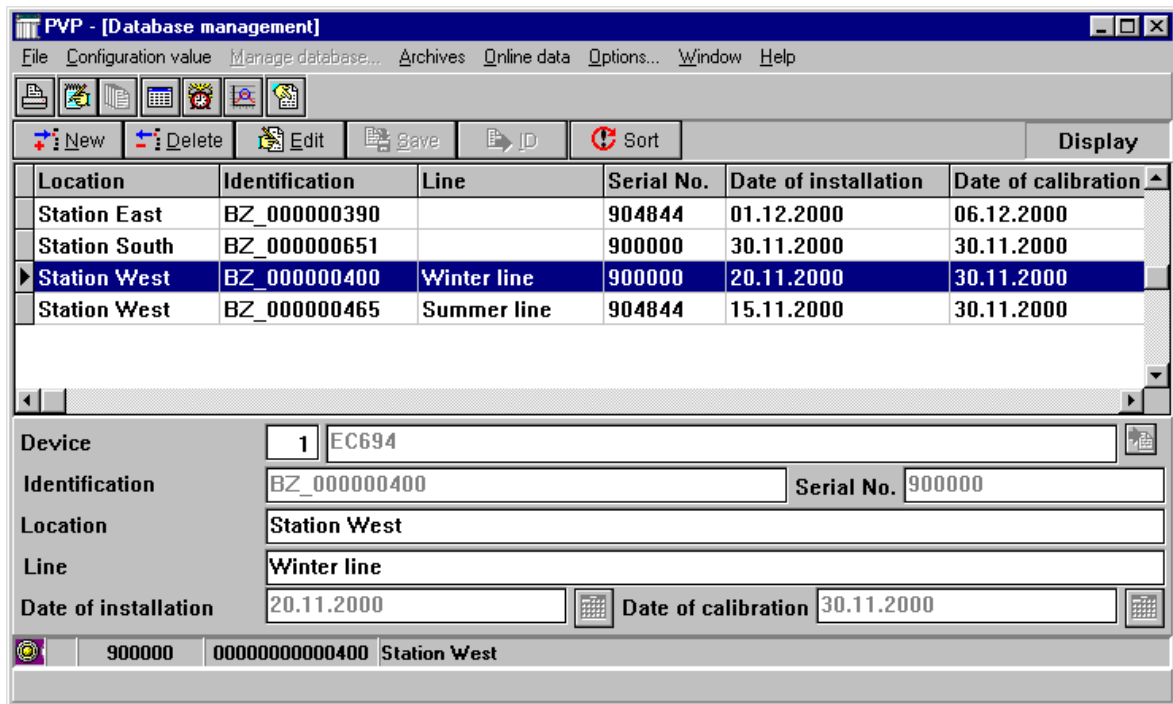 PVP - [Database management]
File Configuration value Manage database... Archives Online data Options... Window Help
New Delete Edit Save ID Sort Display
Location Identification Line Serial No. Date of installation Date of calibration
Station East BZ_000000390 904844 01.12.2000 06.12.2000
Station South BZ_000000651 900000 30.11.2000 30.11.2000
Station West BZ_000000400 Winter line 900000 20.11.2000 30.11.2000
Station West BZ_000000465 Summer line 904844 15.11.2000 30.11.2000
Device 1 EC694
Identification BZ_000000400 Serial No. 900000
Location Station West
Line Winter line
Date of installation 20.11.2000 Date of calibration 30.11.2000
900000 00000000000400 Station West